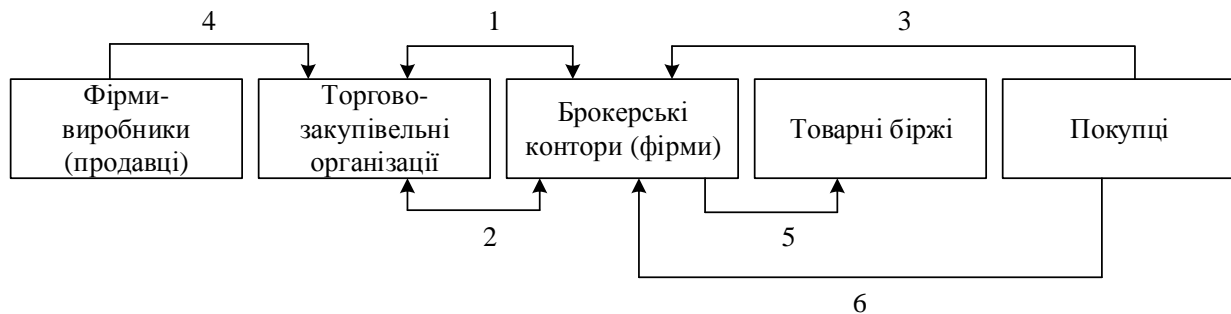 4
1
3
Фірми-
виробники
(продавці)
Торгово-
закупівельні
організації
Брокерські
контори (фірми)
Товарні біржі
Покупці
2
5
6